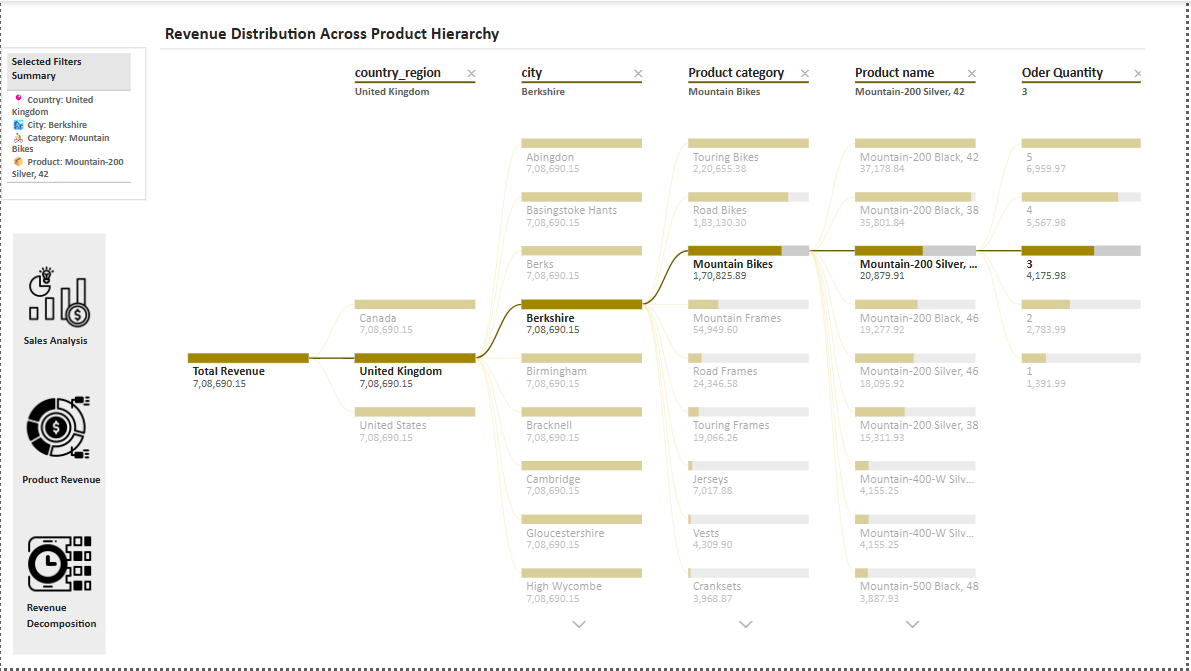 Revenue Distribution Across Product Hierarchy
Selected Filters
Summary
Country: United
Kingdom
City: Berkshire
Category: Mountain
Bikes
Product: Mountain-200
Silver, 42
Sales Analysis
Product Revenue
Revenue
Decomposition
Total Revenue
7,08,690.15
country_region
United Kingdom
Canada
7,08,690.15
United Kingdom
7,08,690.15
United States
7,08,690.15
city
Berkshire
Abingdon
7,08,690.15
Basingstoke Hants
7,08,690.15
Berks
7,08,690.15
Berkshire
7,08,690.15
Birmingham
7,08,690.15
Bracknell
7,08,690.15
Cambridge
7,08,690.15
Gloucestershire
7,08,690.15
High Wycombe
7,08,690.15
Product category
Mountain Bikes
Touring Bikes
2,20,655.38
Road Bikes
1,83,130.30
Mountain Bikes
1,70,825.89
Mountain Frames
54,949.60
Road Frames
24,346.58
Touring Frames
19,066.26
Jerseys
7,017.88
Vests
4,309.90
Cranksets
3,968.87
Product name
Mountain-200 Silver, 42
Mountain-200 Black, 42
37,178.84
Mountain-200 Black, 38
35,801.84
Mountain-200 Silver, ...
20,879.91
Mountain-200 Black, 46
19,277.92
Mountain-200 Silver, 46
18,095.92
Mountain-200 Silver, 38
15,311.93
Mountain-400-W Silv...
4,155.25
Mountain-400-W Silv...
4,155.25
Mountain-500 Black, 48
3,887.93
Oder Quantity
3
5
6,959.97
4
5,567.98
3
4,175.98
2
2,783.99
1
1,391.99